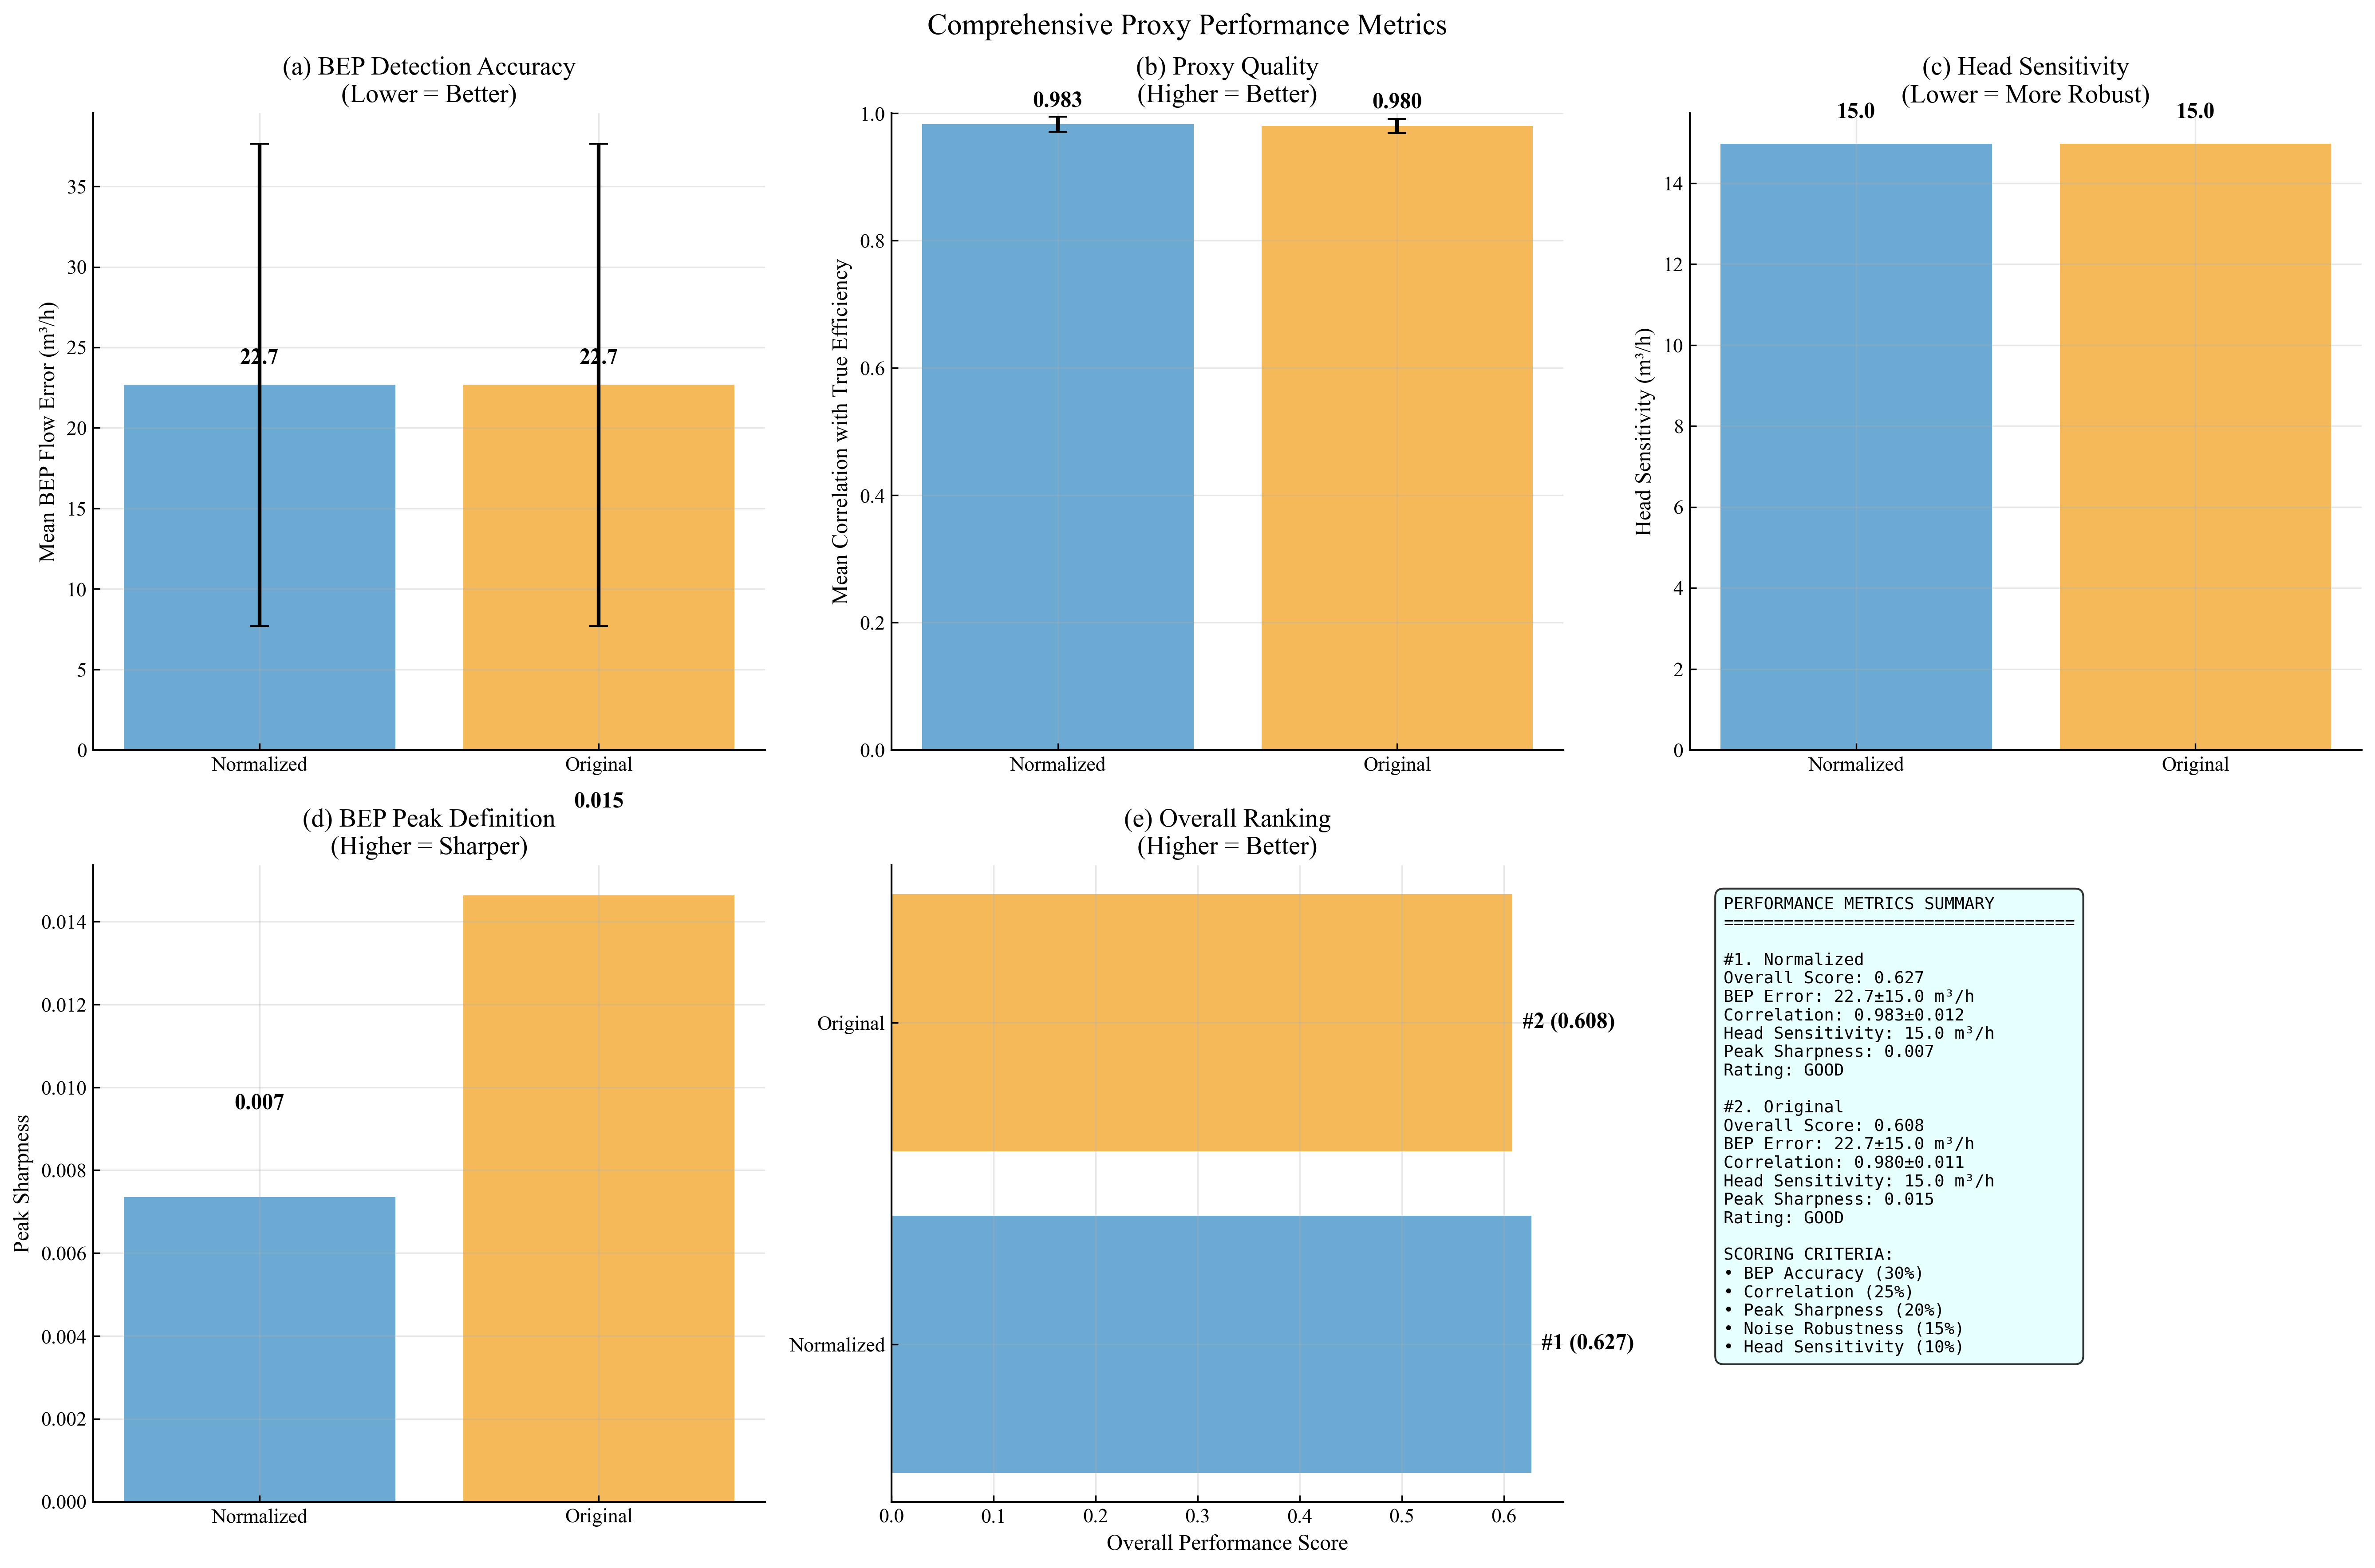 Comprehensive Proxy Performance Metrics
(a) BEP Detection Accuracy
(Lower = Better)
Mean BEP Flow Error (m³/h)
35
30
25
20
15
10
5
0
22.7
22.7
Normalized
Original
(b) Proxy Quality
(Higher = Better)
0.983
0.980
Mean Correlation with True Efficiency
1.0
0.8
0.6
0.4
0.2
0.0
Normalized
Original
(c) Head Sensitivity
(Lower = More Robust)
15.0
15.0
Head Sensitivity (m³/h)
14
12
10
8
6
4
2
0
Normalized
Original
(d) BEP Peak Definition
(Higher = Sharper)
0.015
0.007
Peak Sharpness
0.014
0.012
0.010
0.008
0.006
0.004
0.002
0.000
Normalized
Original
(e) Overall Ranking
(Higher = Better)
Original
#2 (0.608)
Normalized
#1 (0.627)
0.0
0.1
0.2
0.3
0.4
0.5
0.6
Overall Performance Score
PERFORMANCE METRICS SUMMARY
===================================
#1. Normalized
Overall Score: 0.627
BEP Error: 22.7±15.0 m³/h
Correlation: 0.983±0.012
Head Sensitivity: 15.0 m³/h
Peak Sharpness: 0.007
Rating: GOOD
#2. Original
Overall Score: 0.608
BEP Error: 22.7±15.0 m³/h
Correlation: 0.980±0.011
Head Sensitivity: 15.0 m³/h
Peak Sharpness: 0.015
Rating: GOOD
SCORING CRITERIA:
• BEP Accuracy (30%)
• Correlation (25%)
• Peak Sharpness (20%)
• Noise Robustness (15%)
• Head Sensitivity (10%)